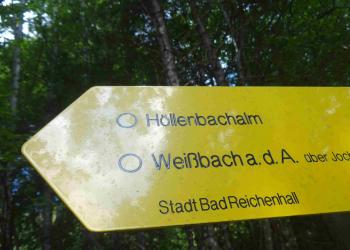 Höllenbachalm
Weißbach a.d.A. über Joch
Stadt Bad Reichenhall